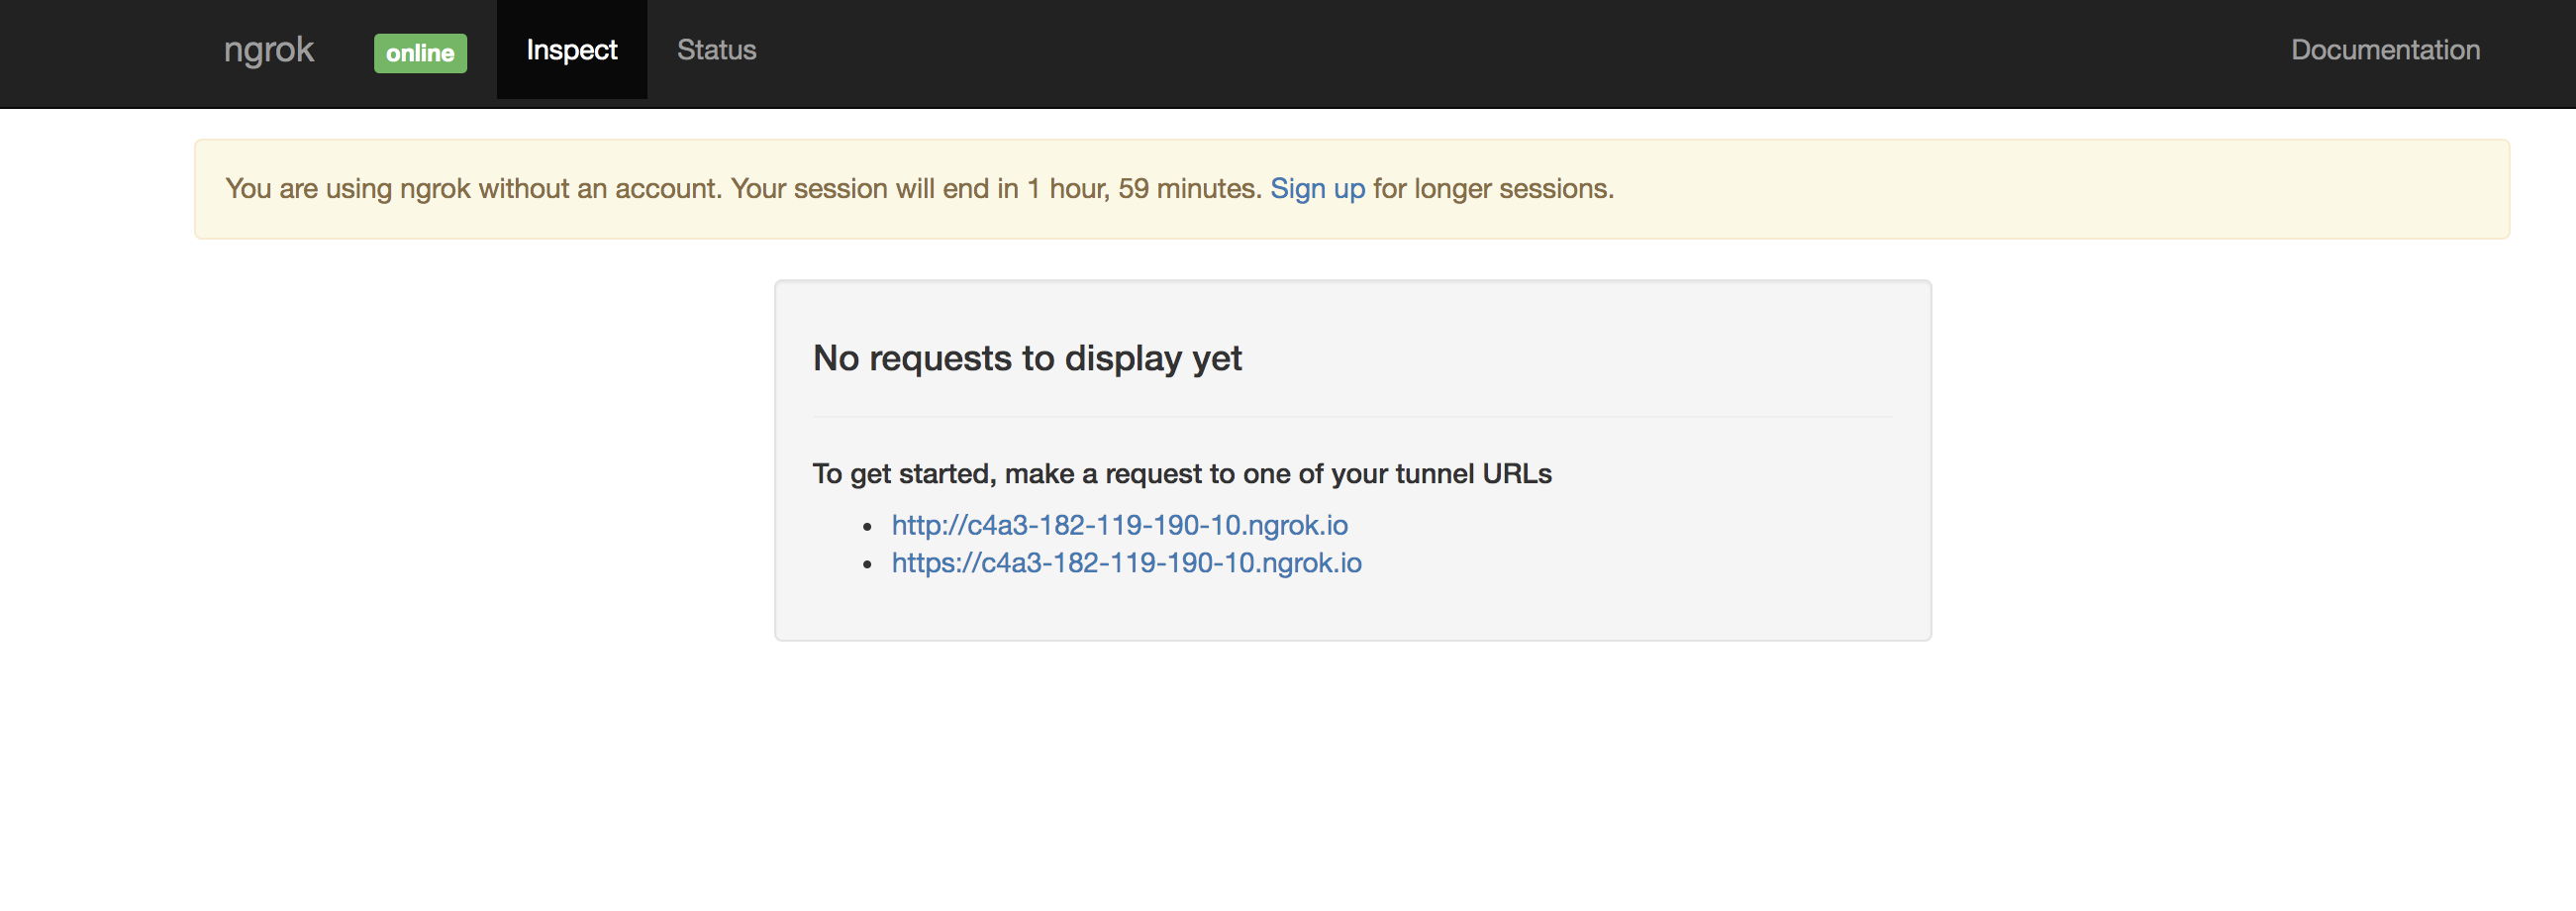 ngrok online Inspect Status Documentation
You are using ngrok without an account. Your session will end in 1 hour, 59 minutes. Sign up for longer sessions.
No requests to display yet
To get started, make a request to one of your tunnel URLs
• http://c4a3-182-119-190-10.ngrok.io
• https://c4a3-182-119-190-10.ngrok.io